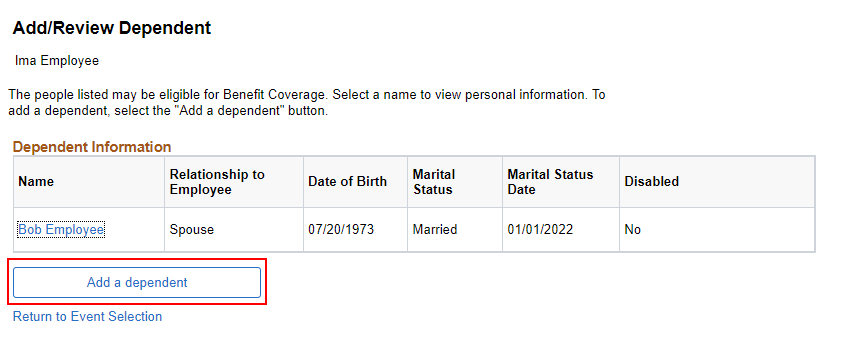 Add/Review Dependent
Ima Employee
The people listed may be eligible for Benefit Coverage. Select a name to view personal information. To
add a dependent, select the "Add a dependent" button.
Dependent Information
Name Relationship to Employee Date of Birth Marital Status Marital Status Date Disabled
Bob Employee Spouse 07/20/1973 Married 01/01/2022 No
Add a dependent
Return to Event Selection